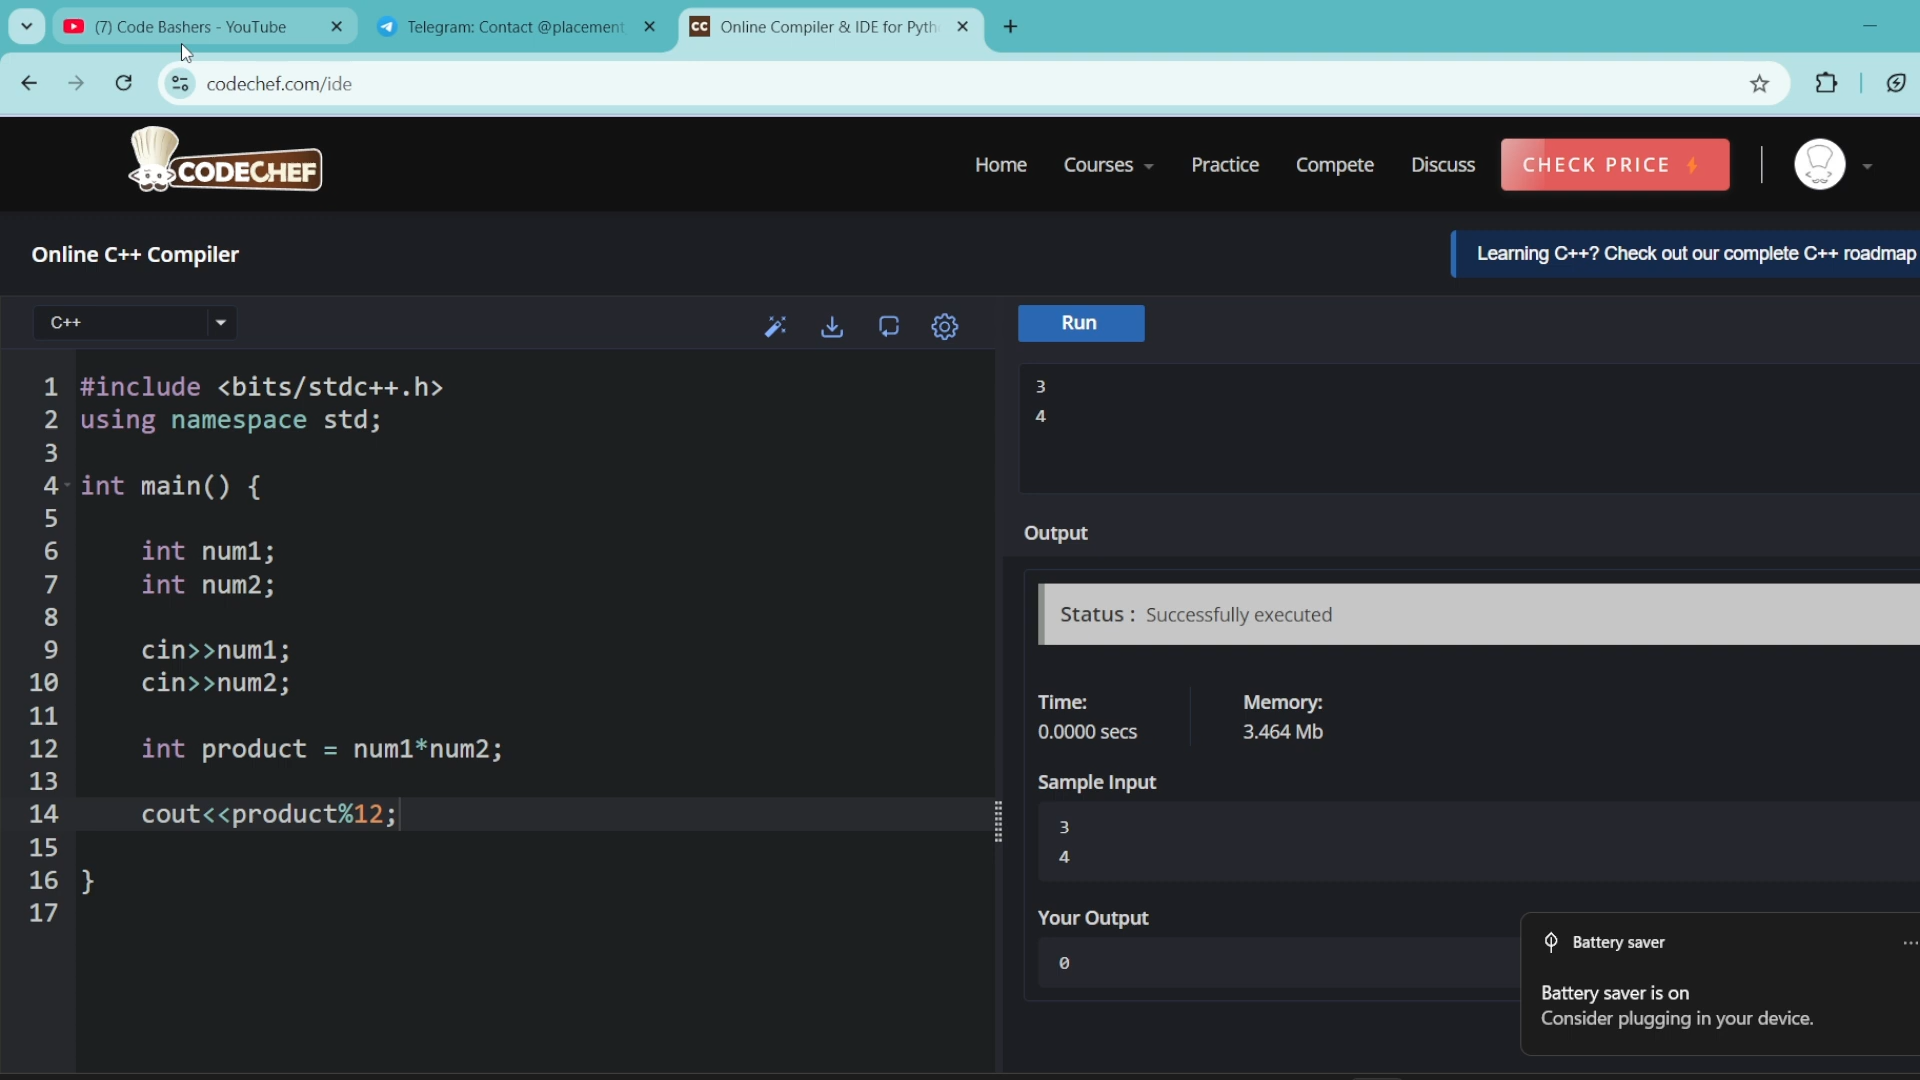 (7) Code Bashers - YouTube
Telegram: Contact @placement
CC Online Compiler & IDE for Pyth
codechef.com/ide
CODECHEF
Home Courses Practice Compete Discuss CHECK PRICE
Online C++ Compiler
Learning C++? Check out our complete C++ roadmap
C++
Run
1 #include <bits/stdc++.h>
2 using namespace std;
3
4 int main() {
5
6 int num1;
7 int num2;
8
9 cin>>num1;
10 cin>>num2;
11
12 int product = num1*num2;
13
14 cout<<product%12;
15
16 }
17
3
4
Output
Status : Successfully executed
Time:
0.0000 secs
Memory:
3.464 Mb
Sample Input
3
4
Your Output
0
Battery saver
Battery saver is on
Consider plugging in your device.